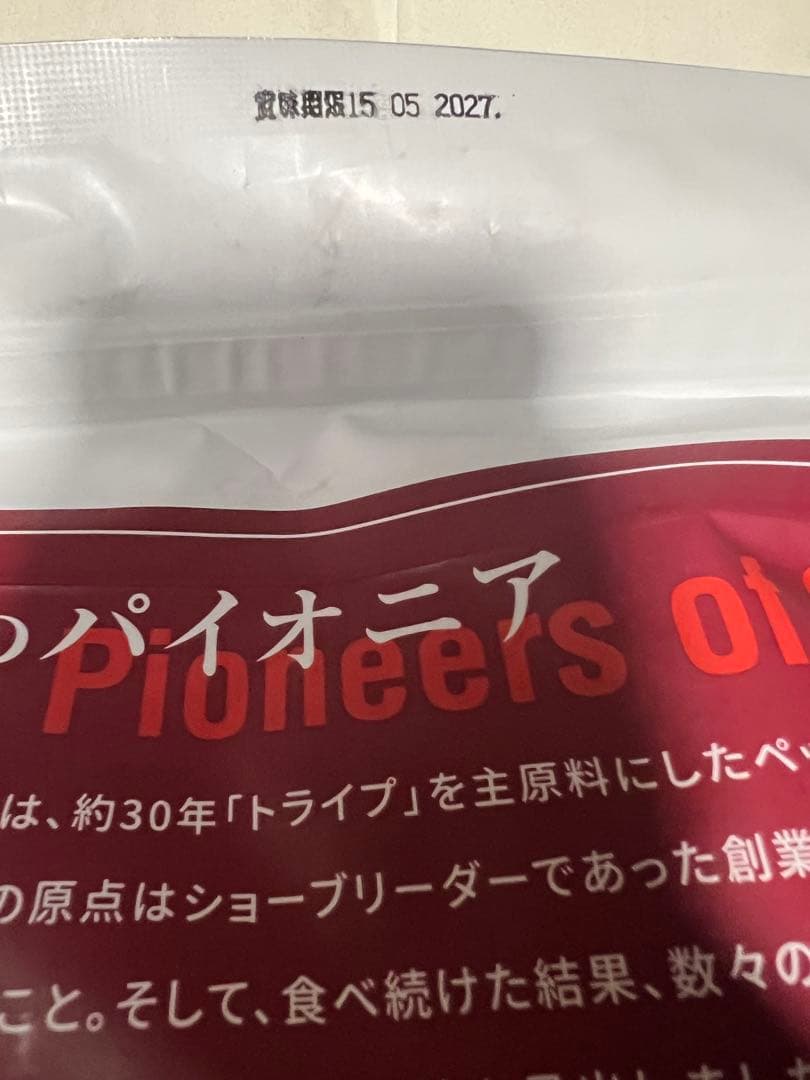 賞味期限15 05 2027.
のパイオニア
Pioneers of
は、約30年「トライプ」を主原料にしたペッ
の原点はショーブリーダーであった創業
こと。そして、食べ続けた結果、数々の